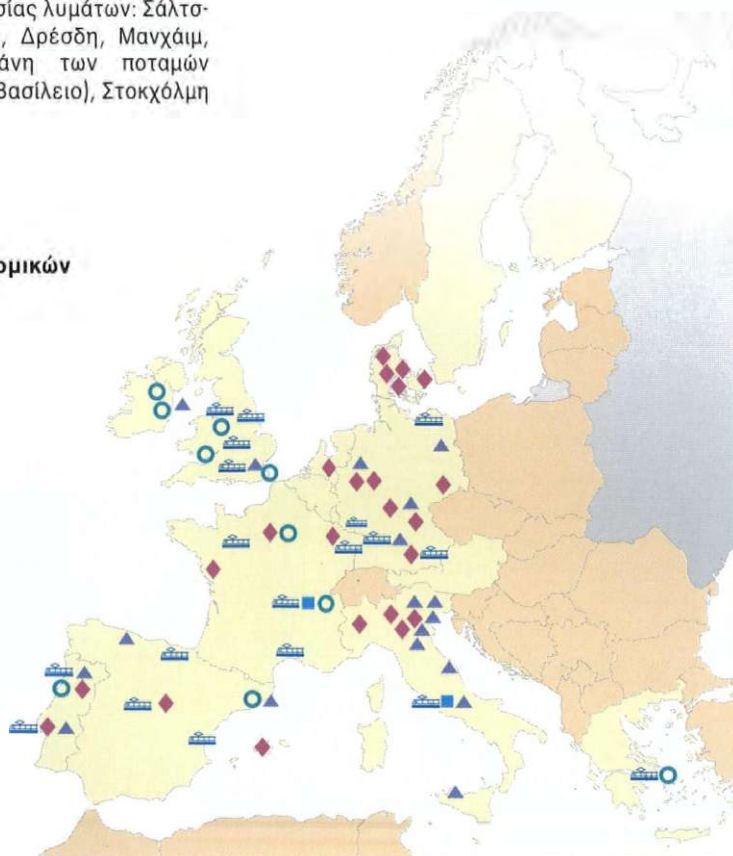 σίας λυμάτων: Σάλτσ-
, Δρέσδη, Μανχάιμ,
άνη των ποταμών
Βασίλειο), Στοκχόλμη
ομικών